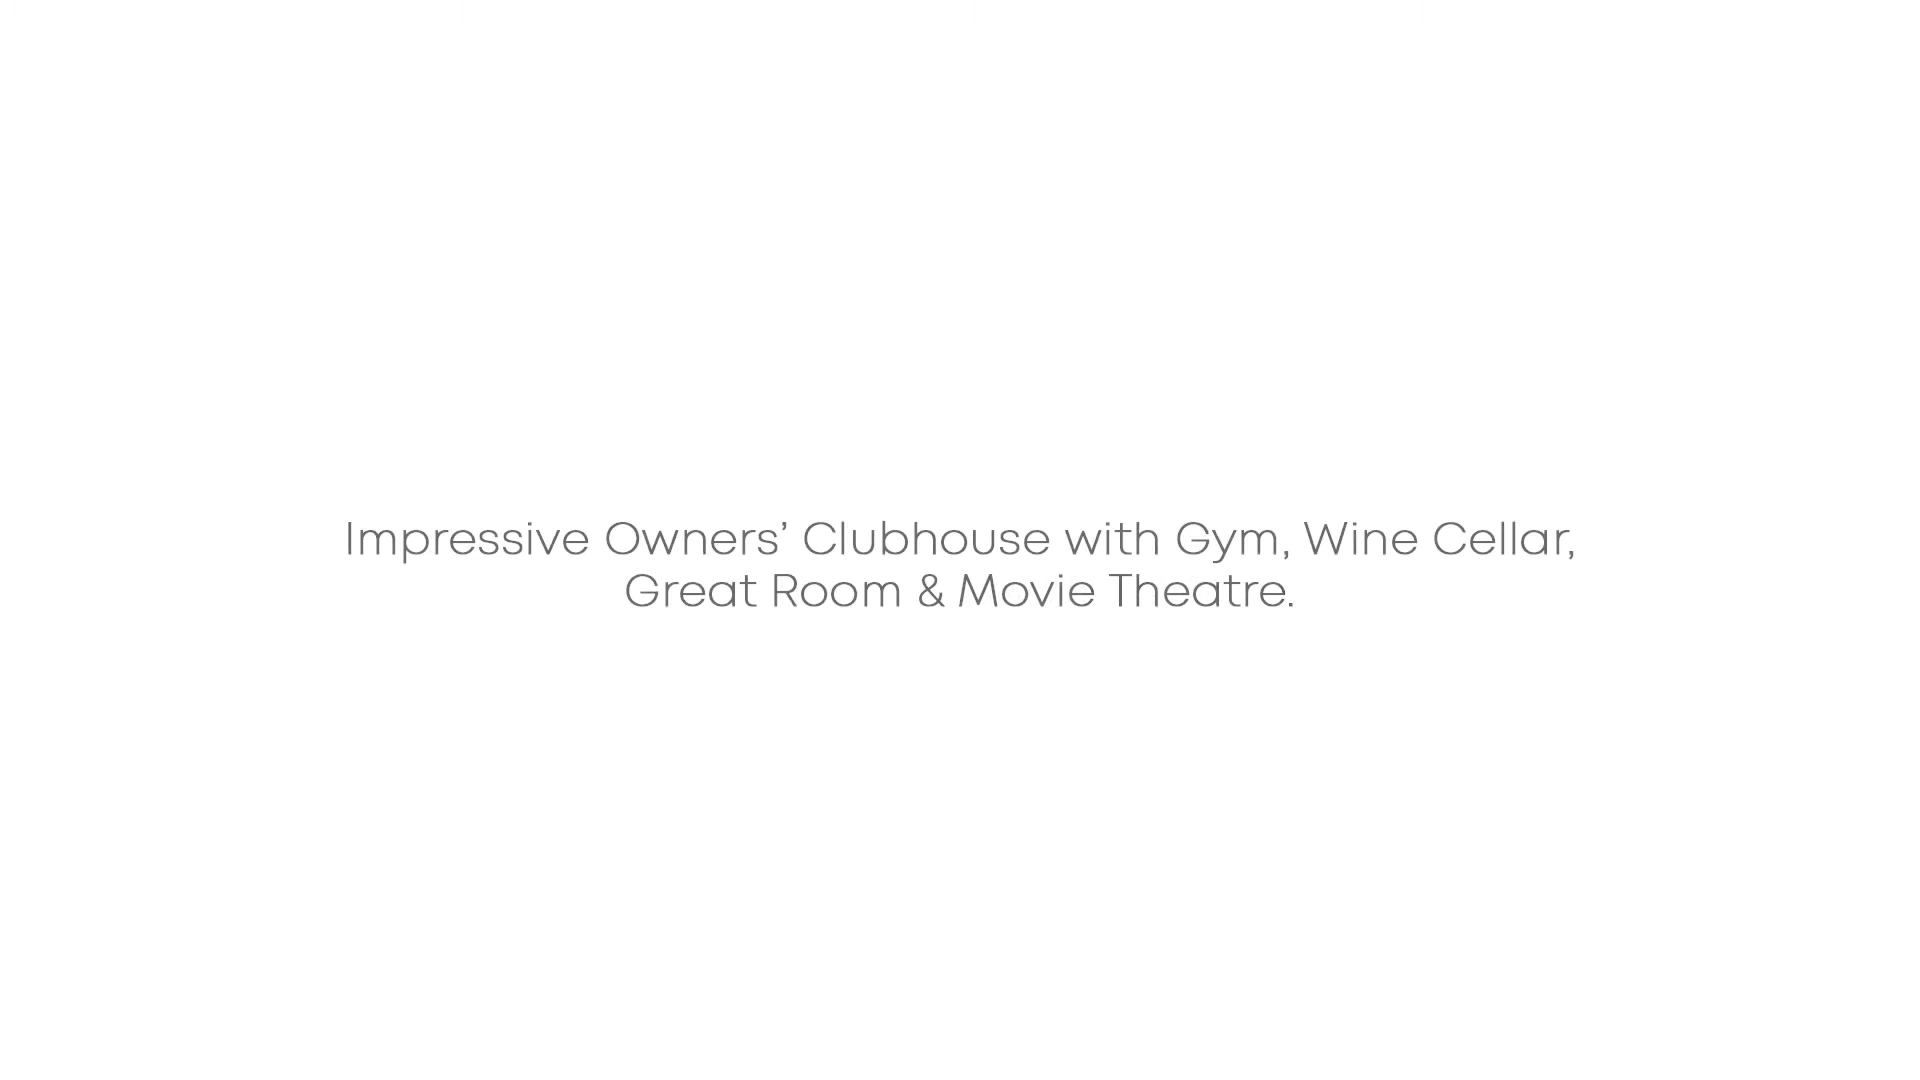 Impressive Owners’ Clubhouse with Gym, Wine Cellar,
Great Room & Movie Theatre.